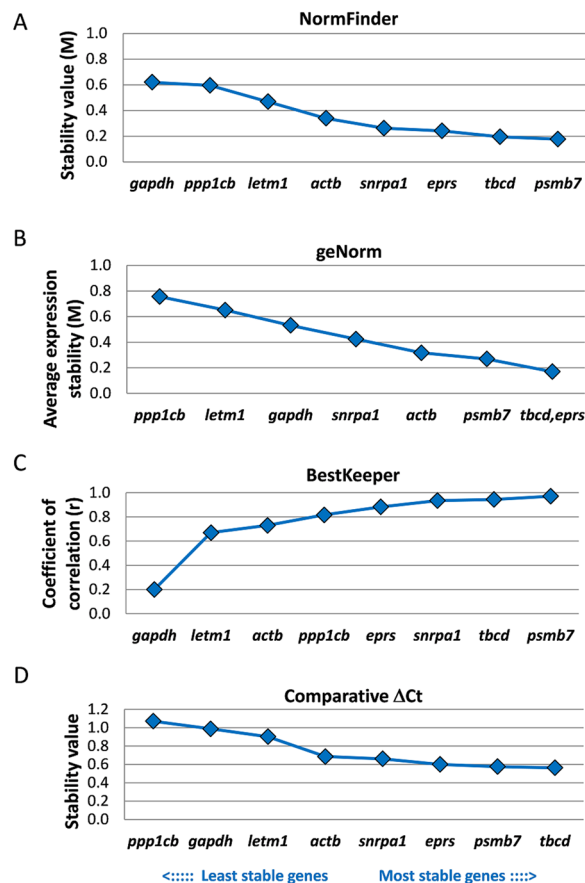 A
NormFinder
Stability value (M)
1.0
0.8
0.6
0.4
0.2
0.0
gapdh ppp1cb letm1 actb snrpa1 eprs tbcd psmb7
B
geNorm
Average expression
stability (M)
1.0
0.8
0.6
0.4
0.2
0.0
ppp1cb letm1 gapdh snrpa1 actb psmb7 tbcd,eprs
C
BestKeeper
Coefficient of
correlation (r)
1.0
0.8
0.6
0.4
0.2
0.0
gapdh letm1 actb ppp1cb eprs snrpa1 tbcd psmb7
D
Comparative ΔCt
Stability value
1.2
1.0
0.8
0.6
0.4
0.2
0.0
ppp1cb gapdh letm1 actb snrpa1 eprs psmb7 tbcd
<::::: Least stable genes Most stable genes ::::>